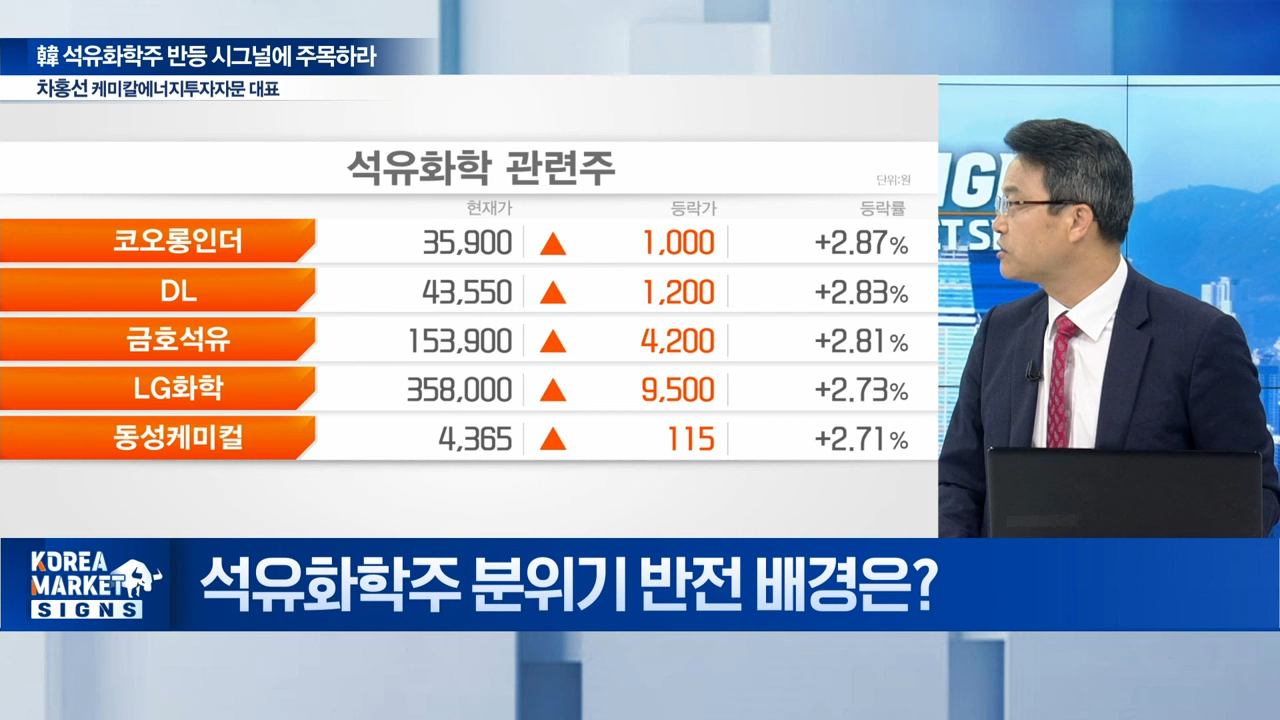 韓 석유화학주 반등 시그널에 주목하라
차홍선 케미칼에너지투자자문 대표
석유화학 관련주
단위:원
현재가 등락가 등락률
코오롱인더 35,900 ▲ 1,000 +2.87%
DL 43,550 ▲ 1,200 +2.83%
금호석유 153,900 ▲ 4,200 +2.81%
LG화학 358,000 ▲ 9,500 +2.73%
동성케미컬 4,365 ▲ 115 +2.71%
KOREA
MARKET
SIGNS
석유화학주 분위기 반전 배경은?